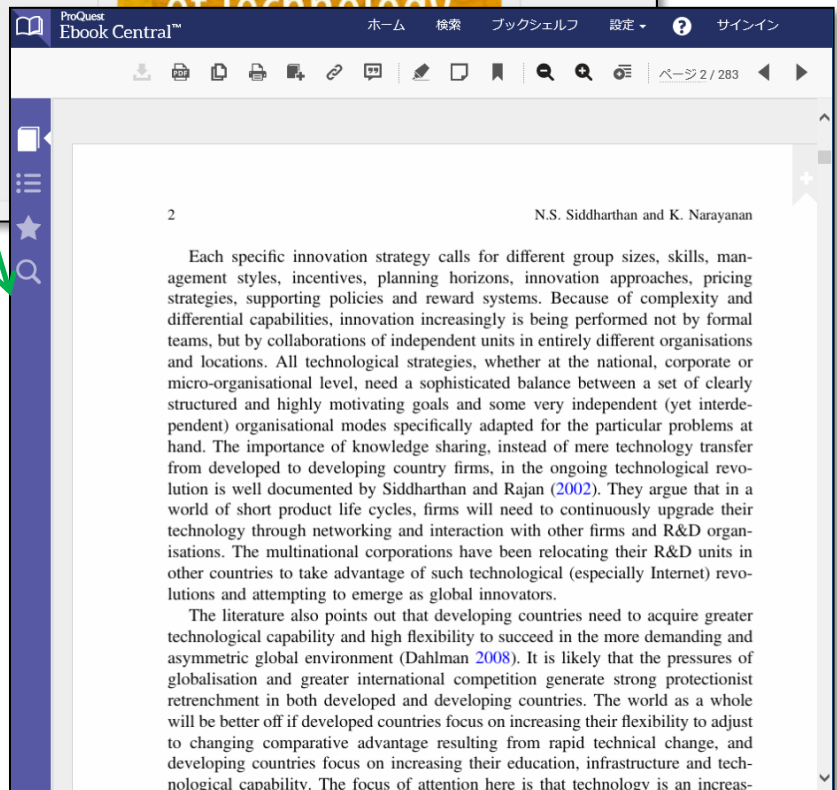 of Technology
ProQuest
Ebook Central™
ホーム 検索 ブックシェルフ 設定 ? サインイン
PDF ページ 2 / 283
2 N.S. Siddharthan and K. Narayanan
Each specific innovation strategy calls for different group sizes, skills, man-
agement styles, incentives, planning horizons, innovation approaches, pricing
strategies, supporting policies and reward systems. Because of complexity and
differential capabilities, innovation increasingly is being performed not by formal
teams, but by collaborations of independent units in entirely different organisations
and locations. All technological strategies, whether at the national, corporate or
micro-organisational level, need a sophisticated balance between a set of clearly
structured and highly motivating goals and some very independent (yet interde-
pendent) organisational modes specifically adapted for the particular problems at
hand. The importance of knowledge sharing, instead of mere technology transfer
from developed to developing country firms, in the ongoing technological revo-
lution is well documented by Siddharthan and Rajan (2002). They argue that in a
world of short product life cycles, firms will need to continuously upgrade their
technology through networking and interaction with other firms and R&D organ-
isations. The multinational corporations have been relocating their R&D units in
other countries to take advantage of such technological (especially Internet) revo-
lutions and attempting to emerge as global innovators.
The literature also points out that developing countries need to acquire greater
technological capability and high flexibility to succeed in the more demanding and
asymmetric global environment (Dahlman 2008). It is likely that the pressures of
globalisation and greater international competition generate strong protectionist
retrenchment in both developed and developing countries. The world as a whole
will be better off if developed countries focus on increasing their flexibility to adjust
to changing comparative advantage resulting from rapid technical change, and
developing countries focus on increasing their education, infrastructure and tech-
nological capability. The focus of attention here is that technology is an increas-